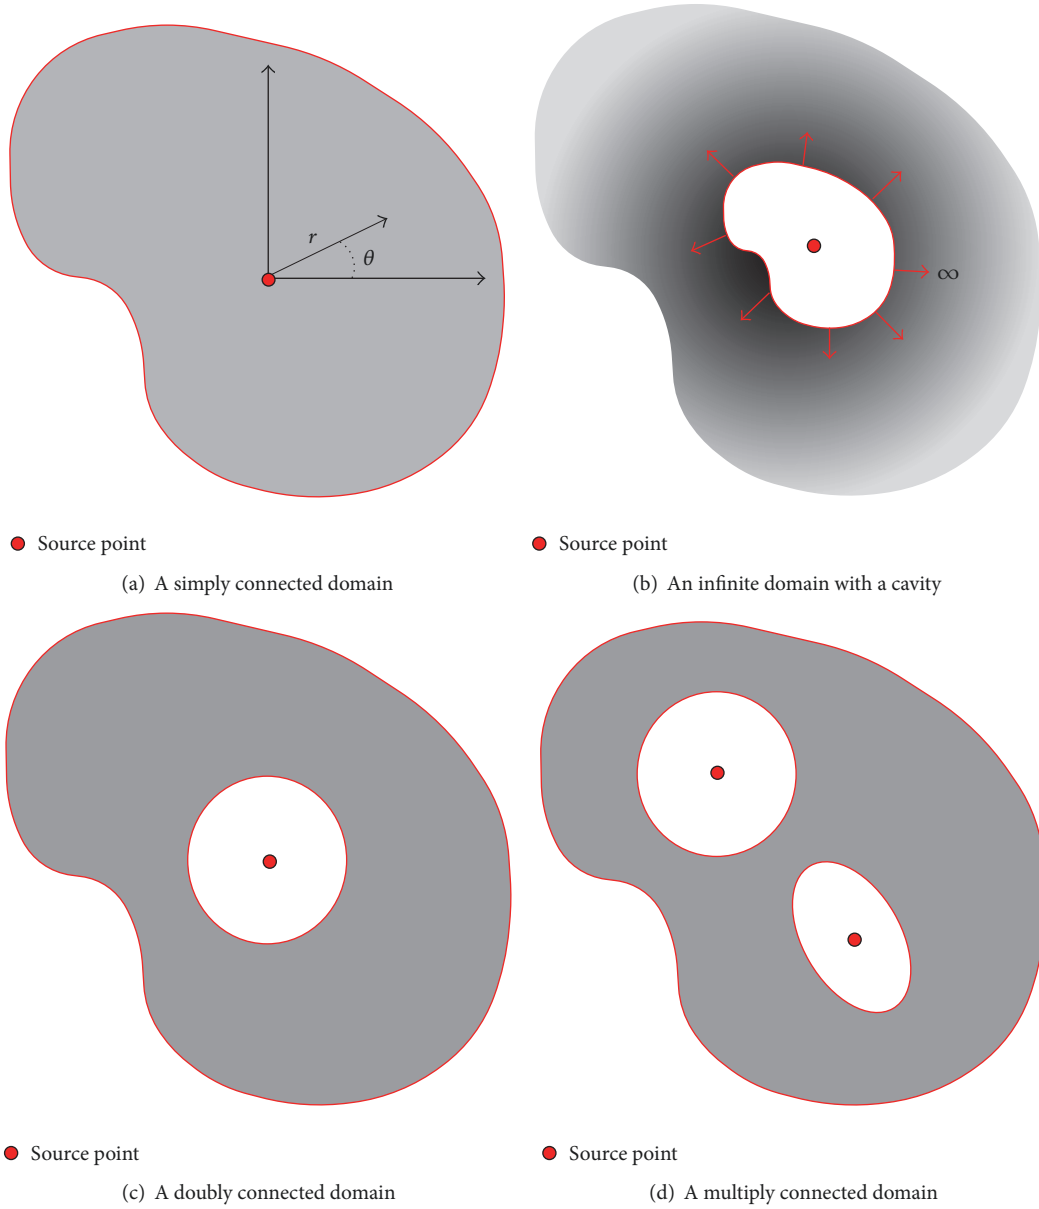 r
θ
∞
Source point
Source point
(a) A simply connected domain
(b) An infinite domain with a cavity
Source point
Source point
(c) A doubly connected domain
(d) A multiply connected domain